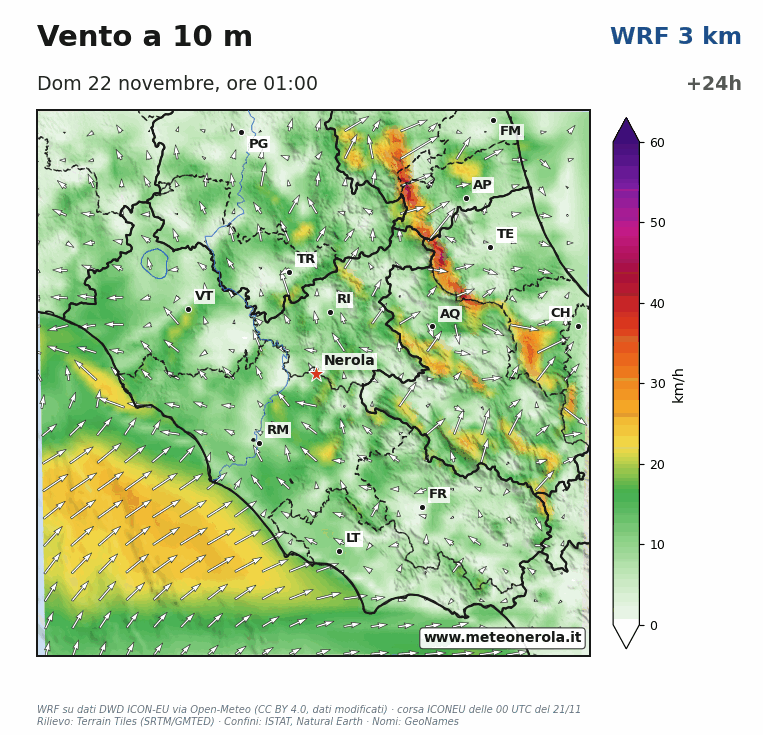 Vento a 10 m
WRF 3 km
Dom 22 novembre, ore 01:00
+24h
FM
PG
AP
TE
TR
VT
RI
AQ
CH
Nerola
RM
FR
LT
www.meteonerola.it
60
50
40
30
20
10
0
km/h
WRF su dati DWD ICON-EU via Open-Meteo (CC BY 4.0, dati modificati) · corsa ICONEU delle 00 UTC del 21/11
Rilievo: Terrain Tiles (SRTM/GMTED) · Confini: ISTAT, Natural Earth · Nomi: GeoNames